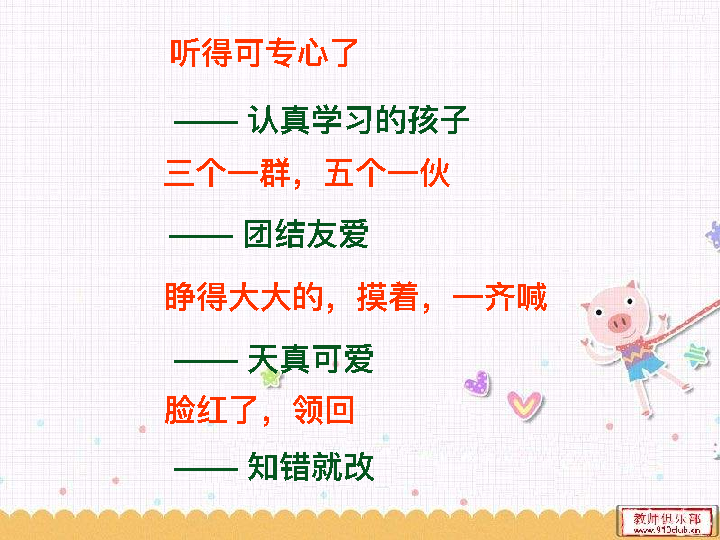 听得可专心了
—— 认真学习的孩子
三个一群，五个一伙
—— 团结友爱
睁得大大的，摸着，一齐喊
—— 天真可爱
脸红了，领回
—— 知错就改
教师俱乐部
www.910club.cn